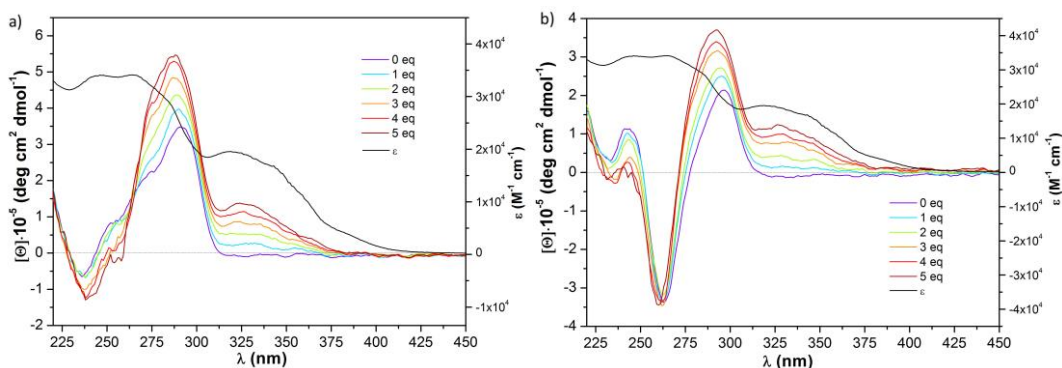 a)
[Θ]·10⁻⁵ (deg cm² dmol⁻¹)
6
5
4
3
2
1
0
-1
-2
225 250 275 300 325 350 375 400 425 450
λ (nm)
0 eq
1 eq
2 eq
3 eq
4 eq
5 eq
ε
4x10⁴
3x10⁴
2x10⁴
1x10⁴
0
-1x10⁴
ε (M⁻¹ cm⁻¹)
b)
[Θ]·10⁻⁵ (deg cm² dmol⁻¹)
4
3
2
1
0
-1
-2
-3
-4
225 250 275 300 325 350 375 400 425 450
λ (nm)
0 eq
1 eq
2 eq
3 eq
4 eq
5 eq
ε
4x10⁴
3x10⁴
2x10⁴
1x10⁴
0
-1x10⁴
-2x10⁴
-3x10⁴
-4x10⁴
ε (M⁻¹ cm⁻¹)